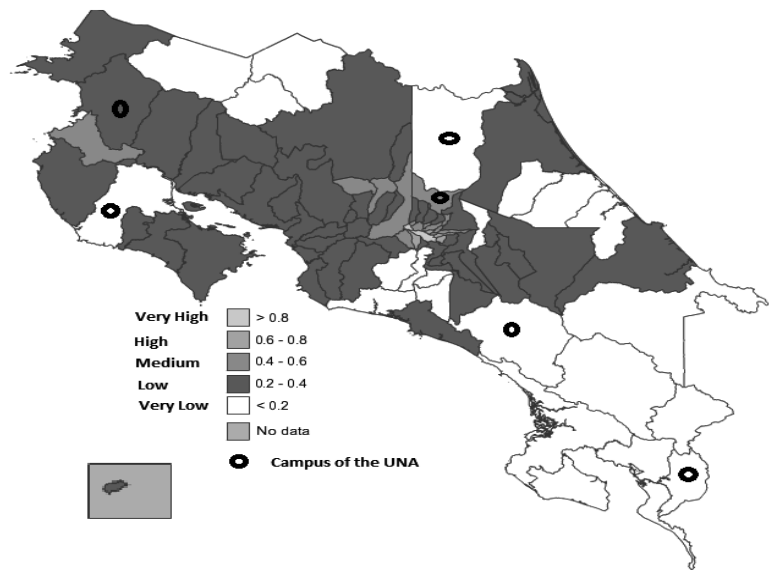 Very High > 0.8
High 0.6 - 0.8
Medium 0.4 - 0.6
Low 0.2 - 0.4
Very Low < 0.2
No data
Campus of the UNA